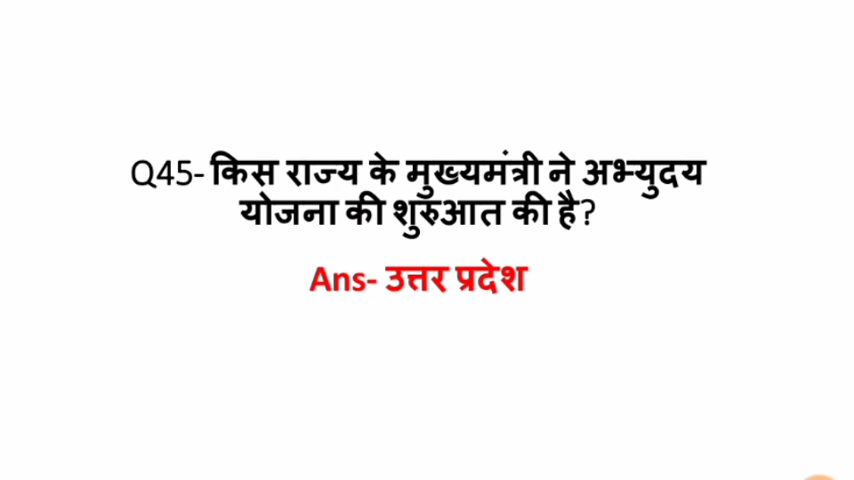 Q45- किस राज्य के मुख्यमंत्री ने अभ्युदय
योजना की शुरुआत की है?
Ans- उत्तर प्रदेश